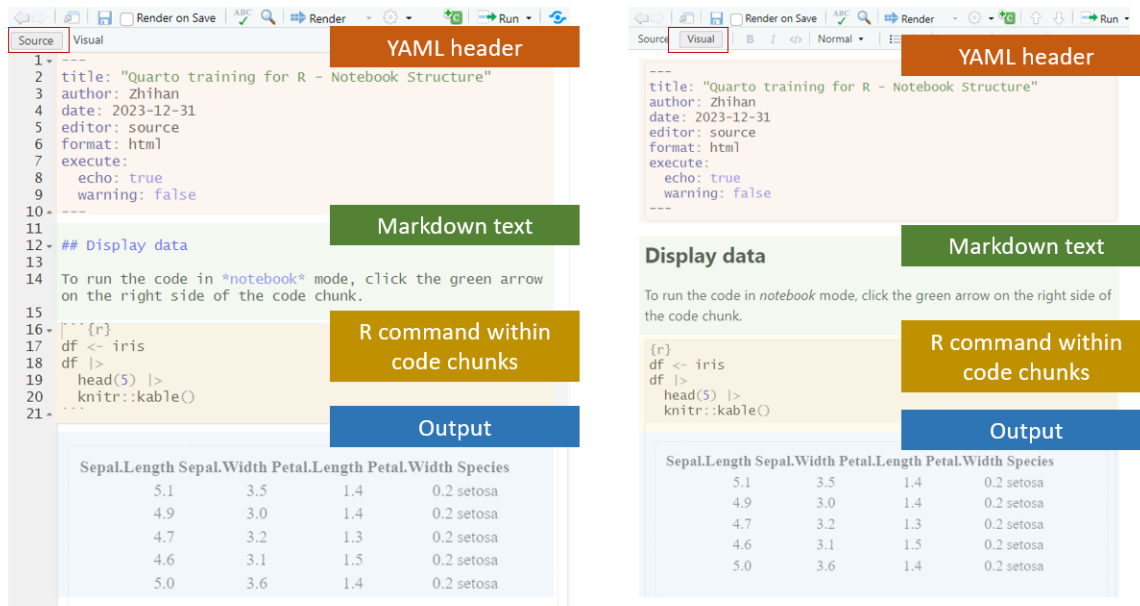 Render on Save ABC Render Run
Source Visual
YAML header
1 ---
2 title: "Quarto training for R - Notebook Structure"
3 author: Zhihan
4 date: 2023-12-31
5 editor: source
6 format: html
7 execute:
8 echo: true
9 warning: false
10 ---
Markdown text
11
12 ## Display data
13
14 To run the code in *notebook* mode, click the green arrow
on the right side of the code chunk.
15
R command within
code chunks
16 ```{r}
17 df <- iris
18 df |>
19 head(5) |>
20 knitr::kable()
21 ```
Output
Sepal.Length Sepal.Width Petal.Length Petal.Width Species
5.1 3.5 1.4 0.2 setosa
4.9 3.0 1.4 0.2 setosa
4.7 3.2 1.3 0.2 setosa
4.6 3.1 1.5 0.2 setosa
5.0 3.6 1.4 0.2 setosa
Render on Save ABC Render Run
Source Visual B I </> Normal
YAML header
---
title: "Quarto training for R - Notebook Structure"
author: Zhihan
date: 2023-12-31
editor: source
format: html
execute:
echo: true
warning: false
---
Markdown text
Display data
To run the code in notebook mode, click the green arrow on the right side of
the code chunk.
R command within
code chunks
{r}
df <- iris
df |>
head(5) |>
knitr::kable()
Output
Sepal.Length Sepal.Width Petal.Length Petal.Width Species
5.1 3.5 1.4 0.2 setosa
4.9 3.0 1.4 0.2 setosa
4.7 3.2 1.3 0.2 setosa
4.6 3.1 1.5 0.2 setosa
5.0 3.6 1.4 0.2 setosa